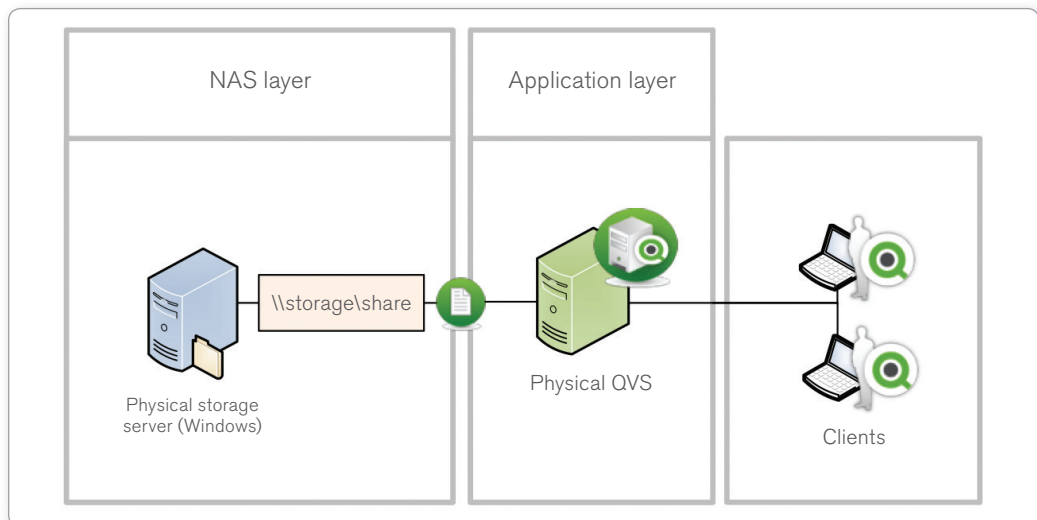 NAS layer
Application layer
\\storage\share
Physical storage
server (Windows)
Physical QVS
Clients